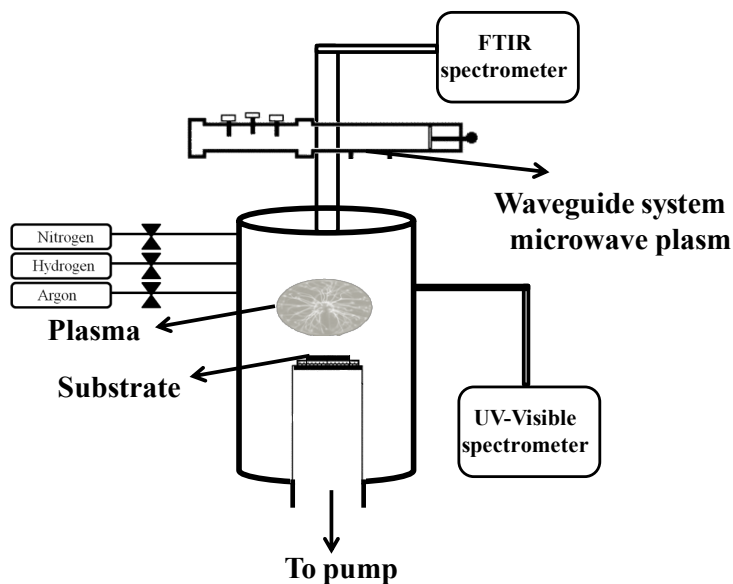 FTIR
spectrometer
Waveguide system
microwave plasm
Nitrogen
Hydrogen
Argon
Plasma
Substrate
UV-Visible
spectrometer
To pump